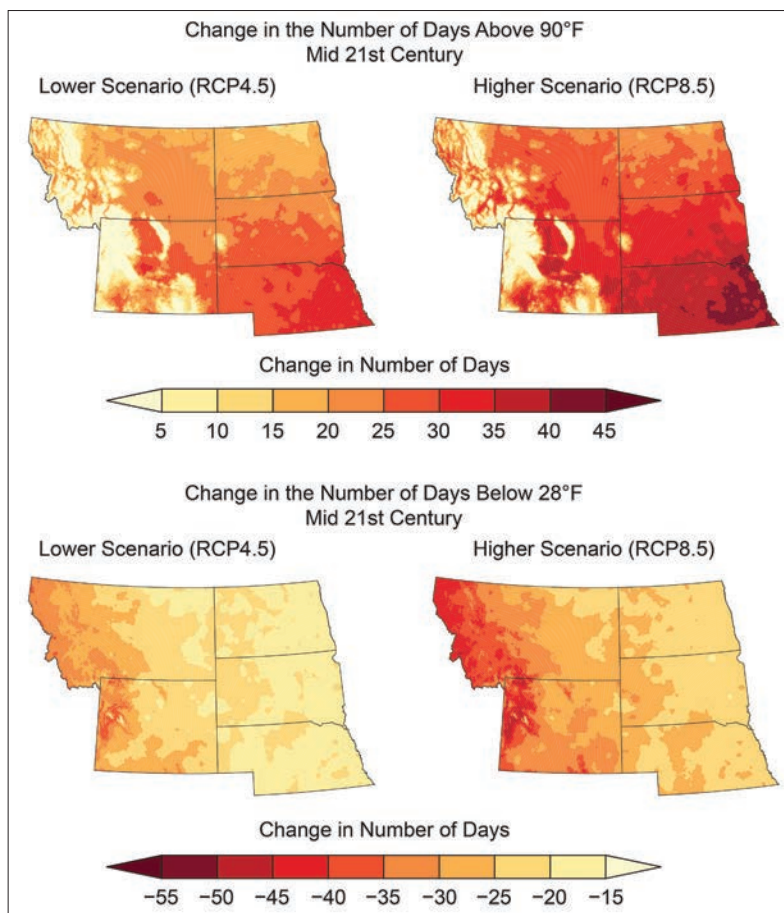 Change in the Number of Days Above 90°F
Mid 21st Century
Lower Scenario (RCP4.5)
Higher Scenario (RCP8.5)
Change in Number of Days
5 10 15 20 25 30 35 40 45
Change in the Number of Days Below 28°F
Mid 21st Century
Lower Scenario (RCP4.5)
Higher Scenario (RCP8.5)
Change in Number of Days
−55 −50 −45 −40 −35 −30 −25 −20 −15